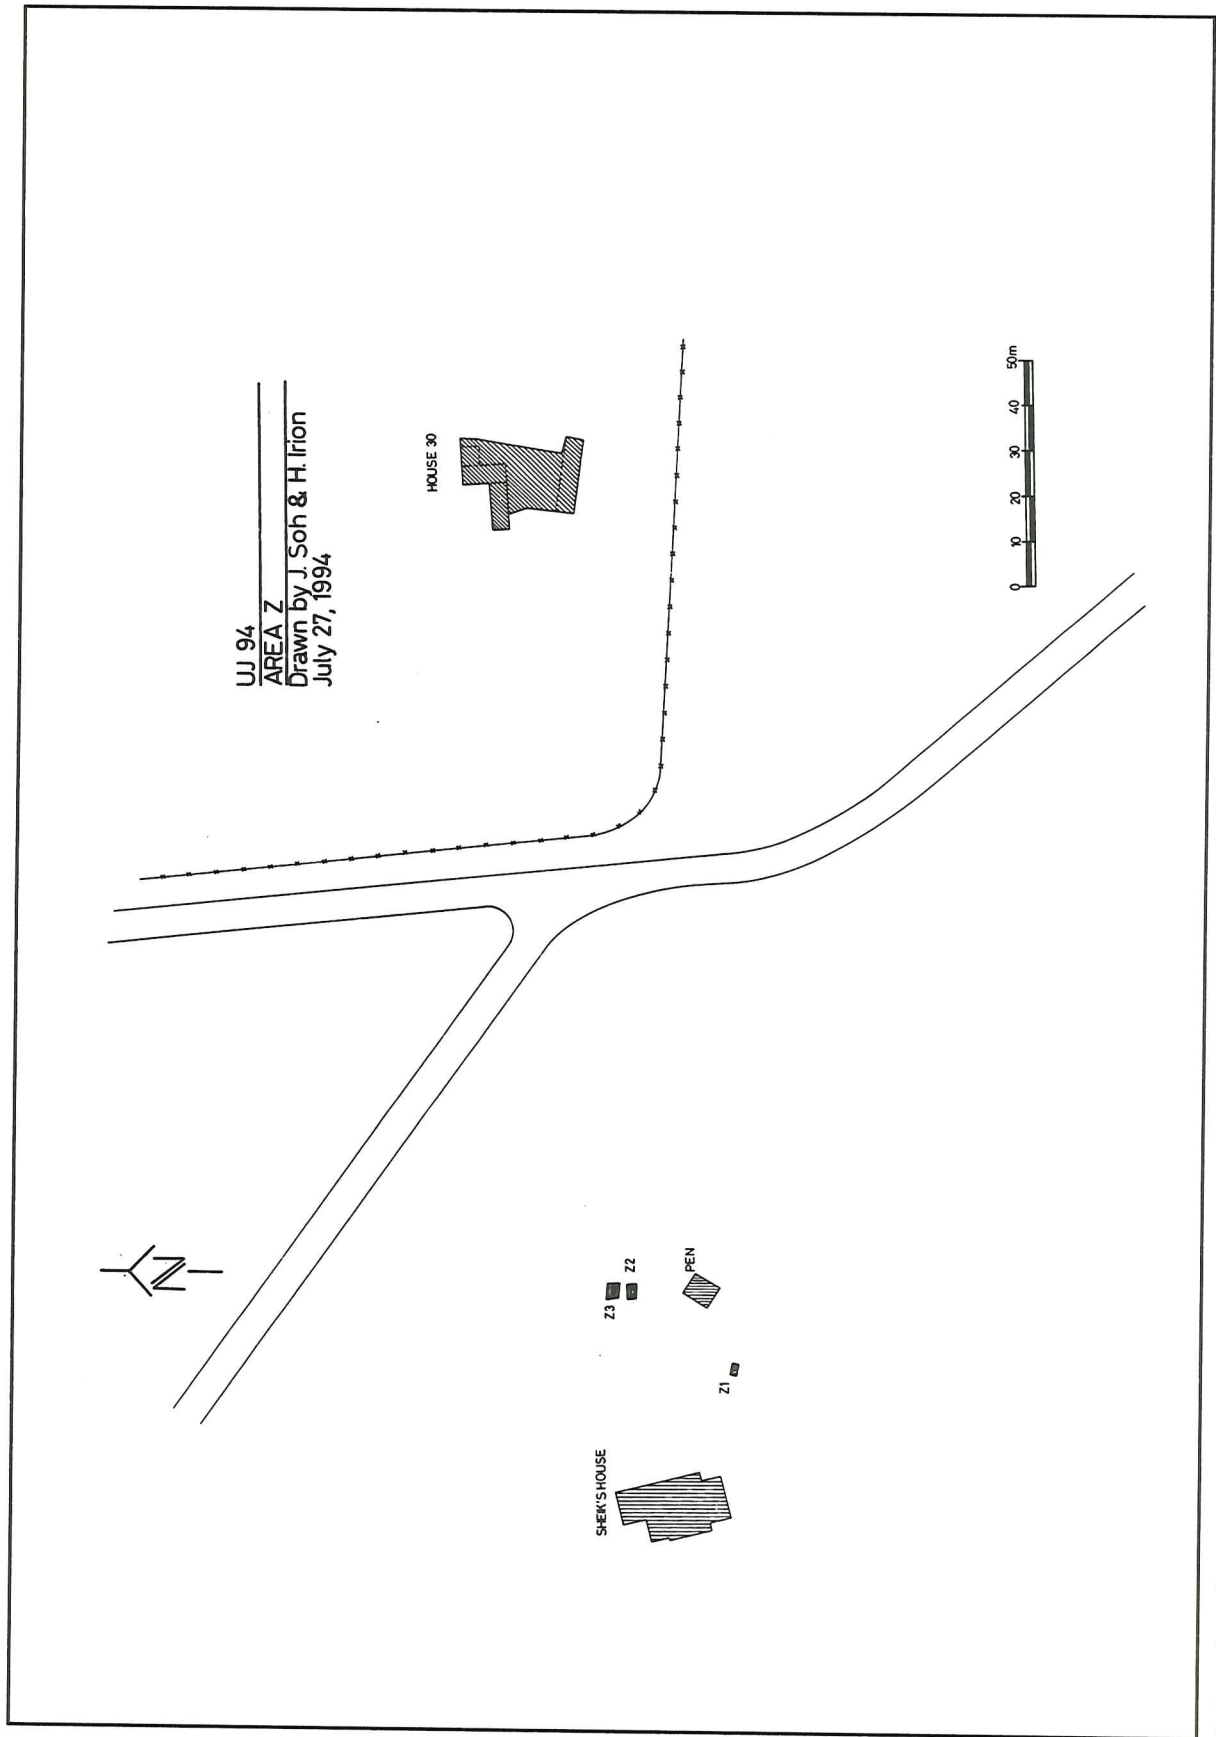 UJ 94
AREA Z
Drawn by J. Soh & H. Irion
July 27, 1994
HOUSE 30
N
Z3
Z2
PEN
Z1
SHEIK'S HOUSE
0 10 20 30 40 50m